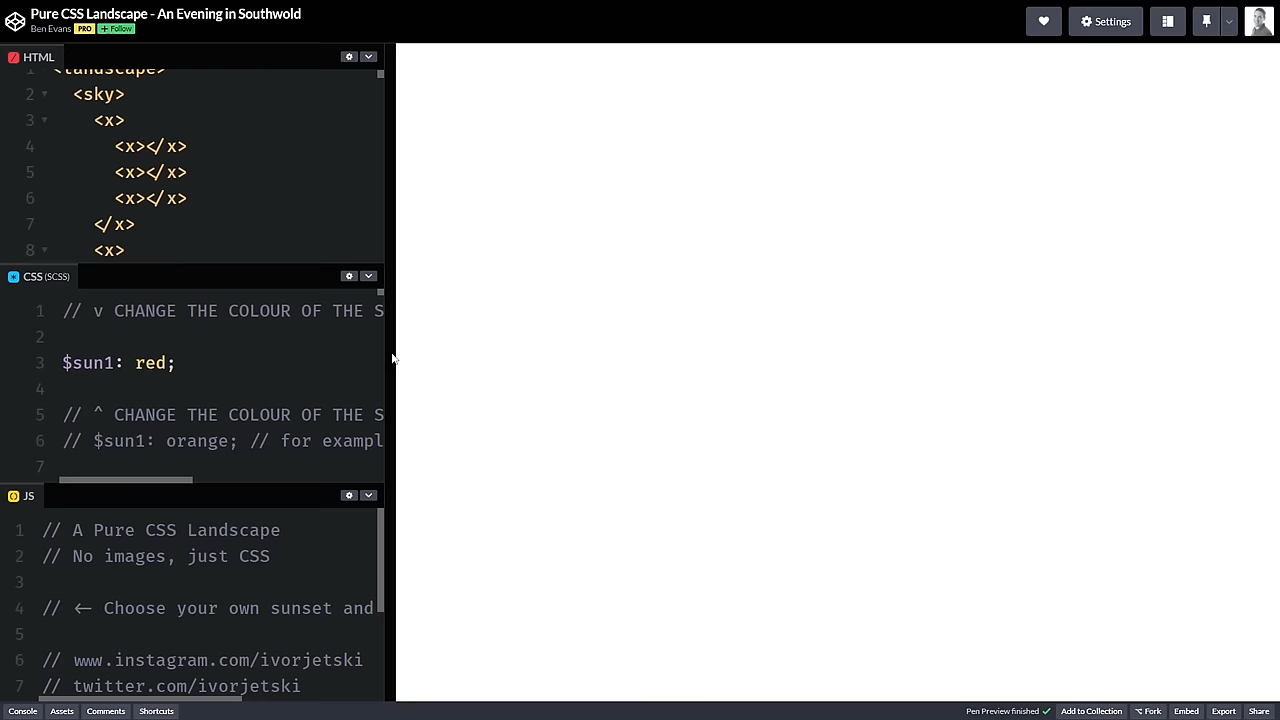 Pure CSS Landscape - An Evening in Southwold
Ben Evans PRO + Follow
Settings
HTML
1 <landscape>
2 <sky>
3 <x>
4 <x></x>
5 <x></x>
6 <x></x>
7 </x>
8 <x>
CSS (SCSS)
1 // v CHANGE THE COLOUR OF THE S
2
3 $sun1: red;
4
5 // ^ CHANGE THE COLOUR OF THE S
6 // $sun1: orange; // for exampl
7
JS
1 // A Pure CSS Landscape
2 // No images, just CSS
3
4 // <- Choose your own sunset and
5
6 // www.instagram.com/ivorjetski
7 // twitter.com/ivorjetski
Console Assets Comments Shortcuts Pen Preview finished Add to Collection Fork Embed Export Share